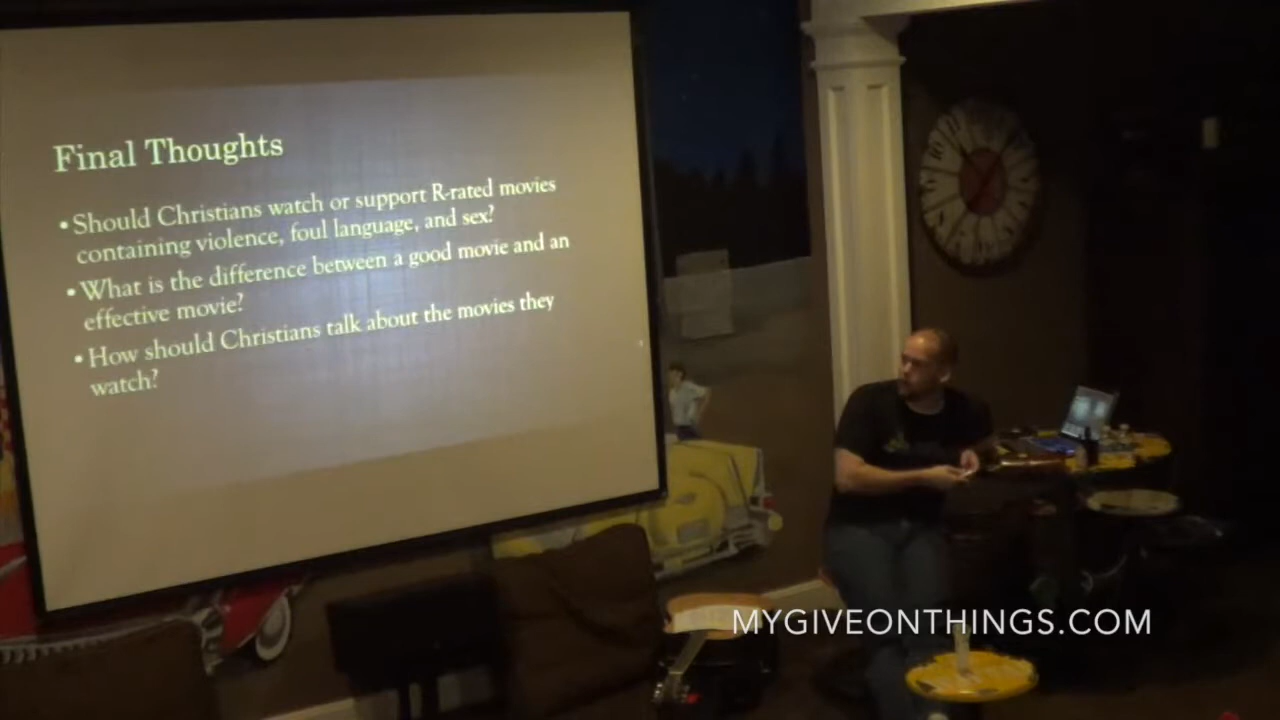 Final Thoughts
• Should Christians watch or support R-rated movies
containing violence, foul language, and sex?
• What is the difference between a good movie and an
effective movie?
• How should Christians talk about the movies they
watch?
MYGIVEONTHINGS.COM